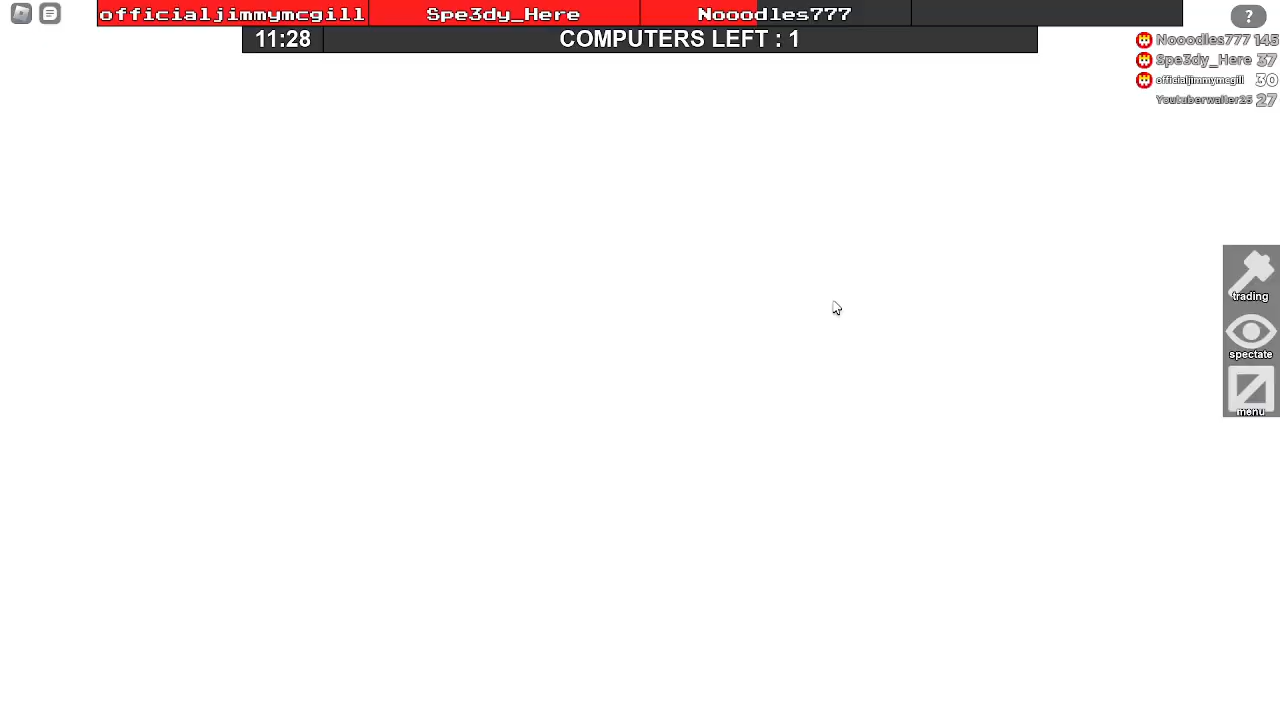 officialjimmymcgill Spe3dy_Here Nooodles777
11:28 COMPUTERS LEFT : 1
?
Nooodles777 145
Spe3dy_Here 37
officialjimmymcgill 30
Youtuberwalter25 27
trading
spectate
menu